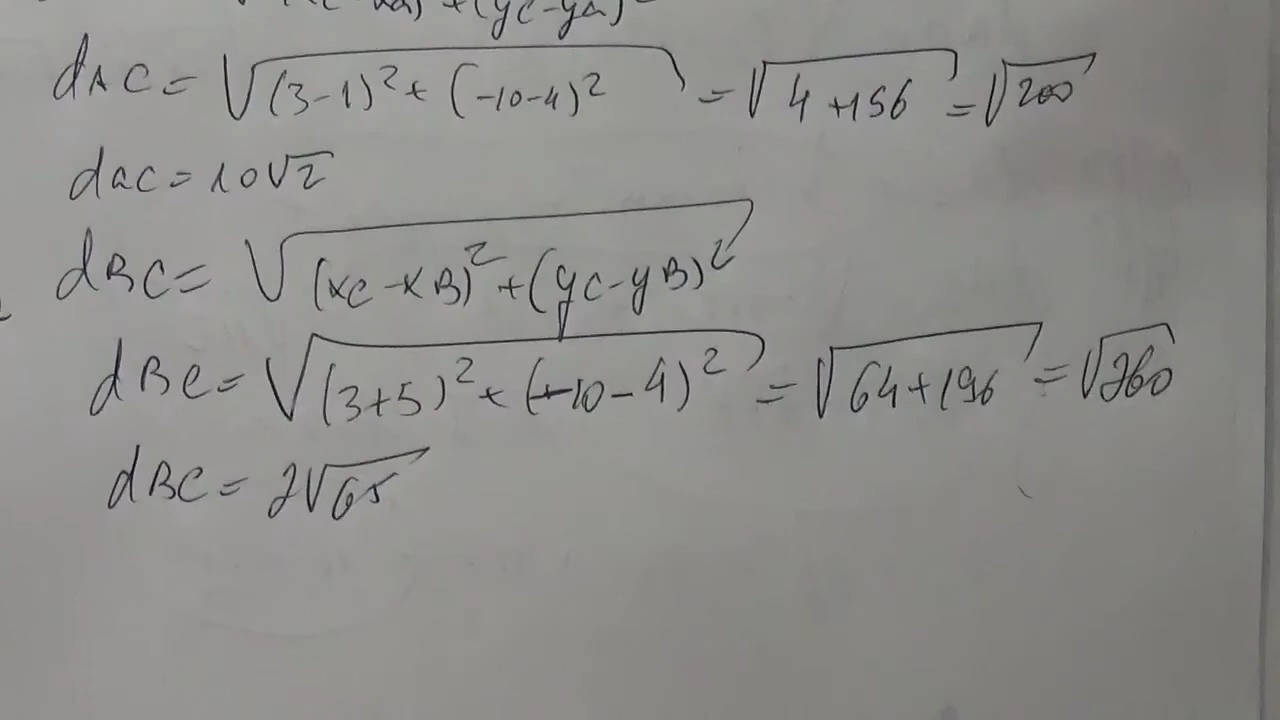 dAC = √(3-1)² + (-10-4)² = √4+196 = √200
dac = 10√2
dBC = √(xc-xB)² + (yc-yB)²
dBC = √(3+5)² + (-10-4)² = √64+196 = √260
dBC = 2√65